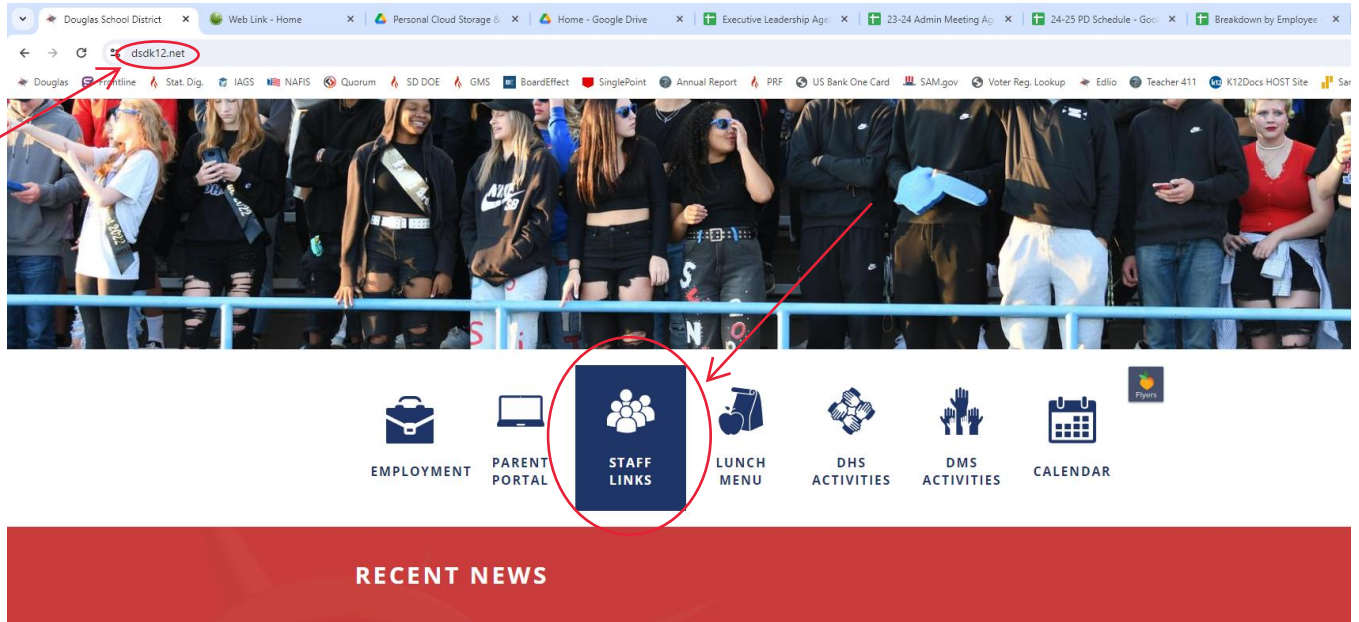 Douglas School District
Web Link - Home
Personal Cloud Storage &
Home - Google Drive
Executive Leadership Age
23-24 Admin Meeting Ag
24-25 PD Schedule - Goo
Breakdown by Employee
dsdk12.net
Douglas
Frontline
Stat. Dig.
IAGS
NAFIS
Quorum
SD DOE
GMS
BoardEffect
SinglePoint
Annual Report
PRF
US Bank One Card
SAM.gov
Voter Reg. Lookup
Edlio
Teacher 411
K12Docs HOST Site
Sa
2022
SB
Flyers
EMPLOYMENT
PARENT
PORTAL
STAFF
LINKS
LUNCH
MENU
DHS
ACTIVITIES
DMS
ACTIVITIES
CALENDAR
RECENT NEWS